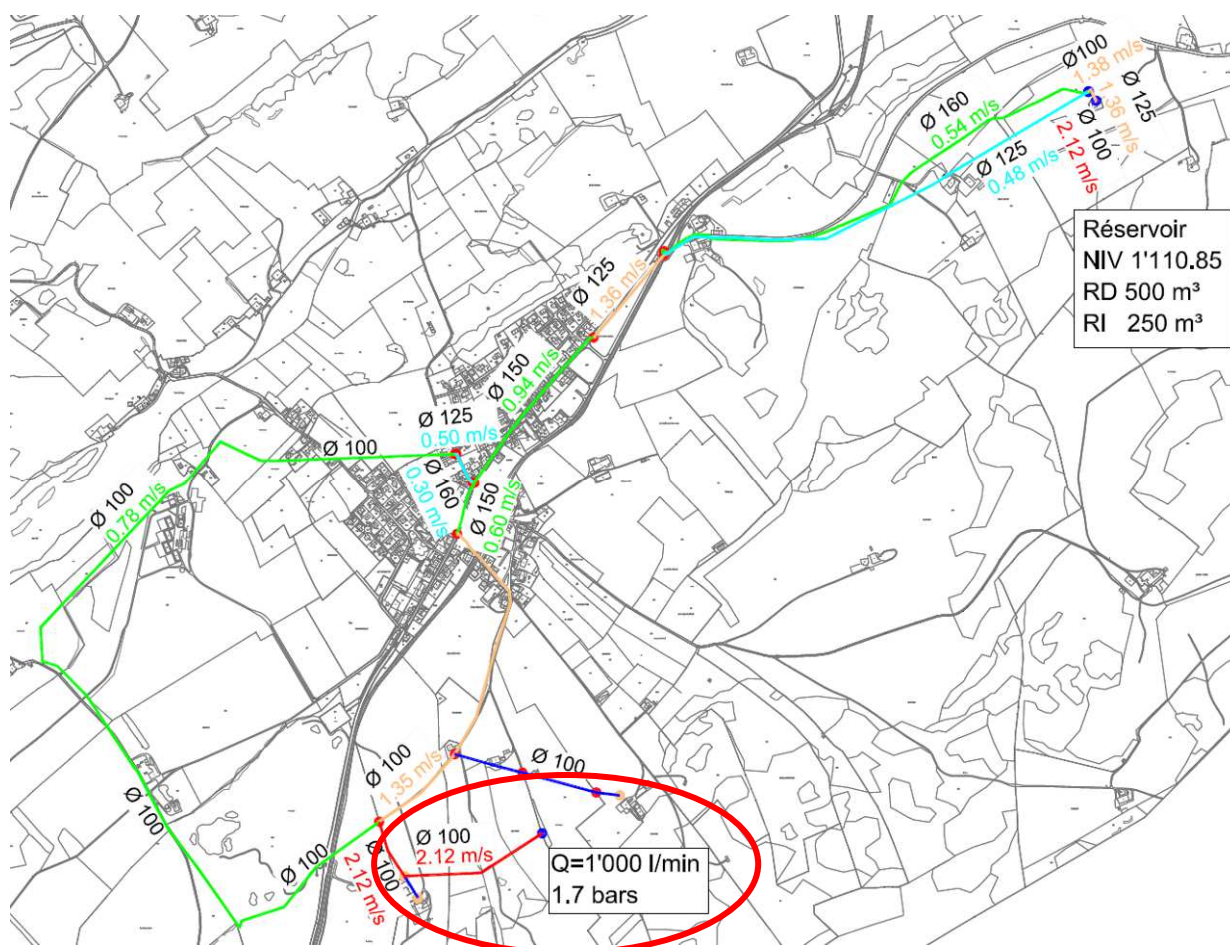 Ø100
1.38 m/s
1.36 m/s
Ø 125
Ø 160
0.54 m/s
Ø 100
2.12 m/s
Ø 125
0.48 m/s
Réservoir
NIV 1'110.85
RD 500 m³
RI 250 m³
Ø 125
1.36 m/s
Ø 150
0.94 m/s
Ø 125
0.50 m/s
Ø 100
Ø 160
0.30 m/s
Ø 150
0.60 m/s
Ø 100
0.78 m/s
Ø 100
1.35 m/s
Ø 100
Ø 100
Ø 100
2.12 m/s
Ø 100
2.12 m/s
Ø 100
Q=1'000 l/min
1.7 bars